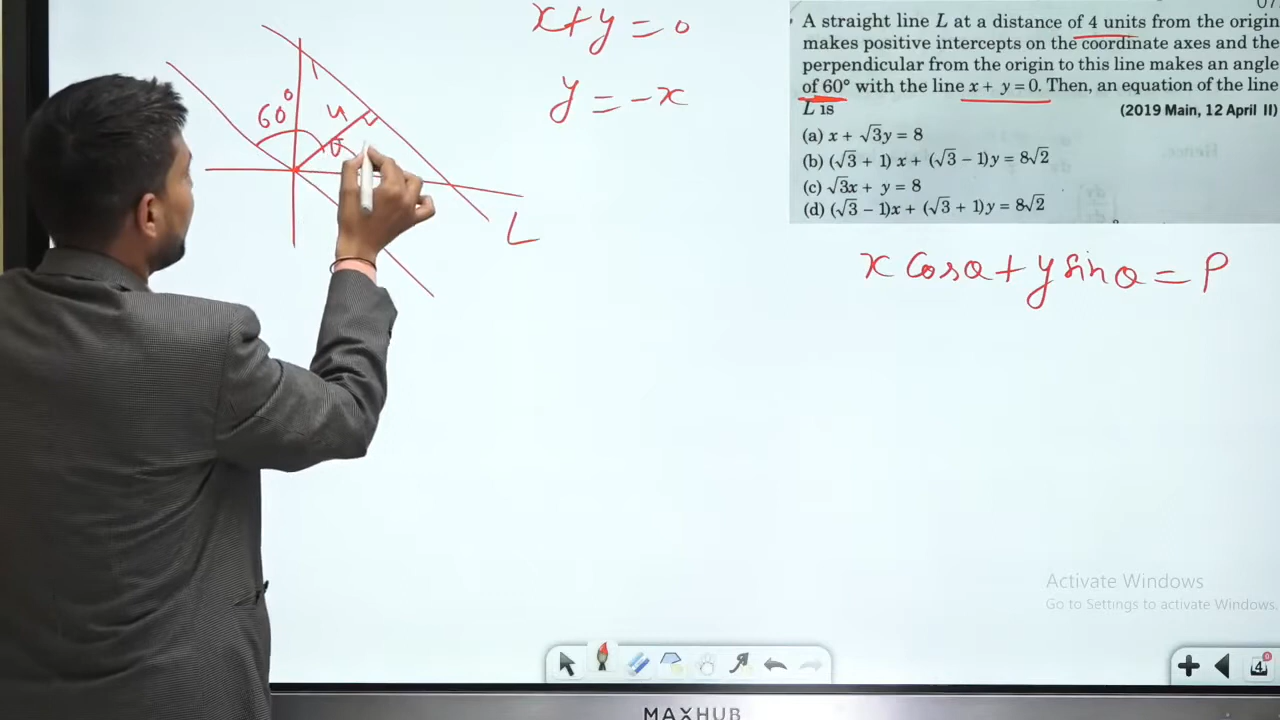 x + y = 0
y = -x
60°
4
θ
L
A straight line L at a distance of 4 units from the origin
makes positive intercepts on the coordinate axes and the
perpendicular from the origin to this line makes an angle
of 60° with the line x + y = 0. Then, an equation of the line
L is (2019 Main, 12 April II)
(a) x + √3y = 8
(b) (√3 + 1) x + (√3 – 1)y = 8√2
(c) √3x + y = 8
(d) (√3 – 1)x + (√3 + 1)y = 8√2
x cosθ + y sinθ = P
Activate Windows
Go to Settings to activate Windows.
4
MAXHUB